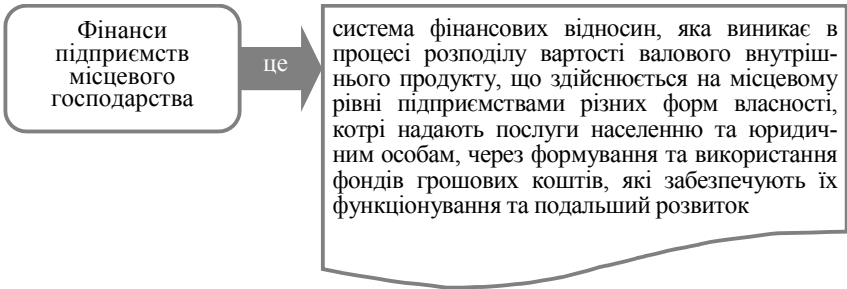 Фінанси
підприємств
місцевого
господарства
це
система фінансових відносин, яка виникає в
процесі розподілу вартості валового внутріш-
нього продукту, що здійснюється на місцевому
рівні підприємствами різних форм власності,
котрі надають послуги населенню та юридич-
ним особам, через формування та використання
фондів грошових коштів, які забезпечують їх
функціонування та подальший розвиток